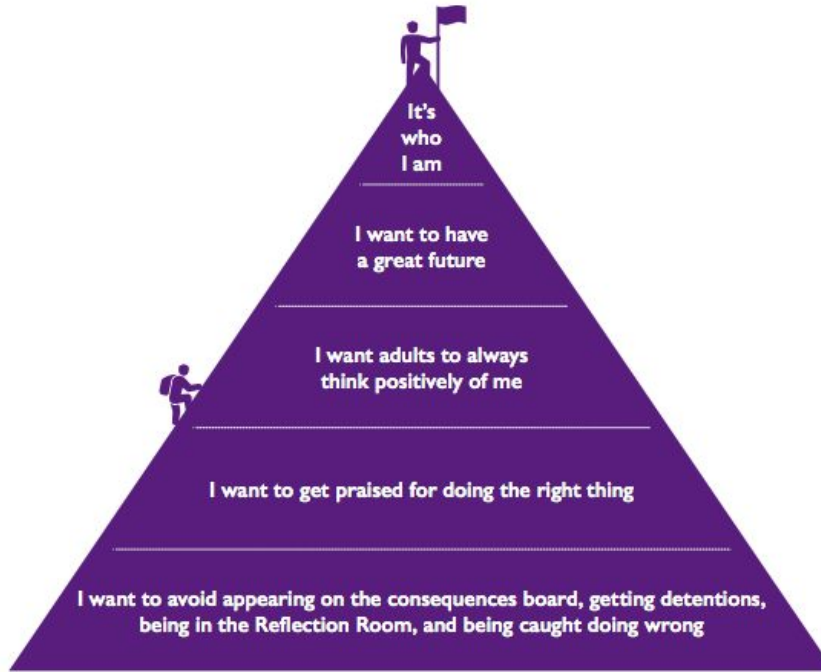 It’s
who
I am
I want to have
a great future
I want adults to always
think positively of me
I want to get praised for doing the right thing
I want to avoid appearing on the consequences board, getting detentions,
being in the Reflection Room, and being caught doing wrong